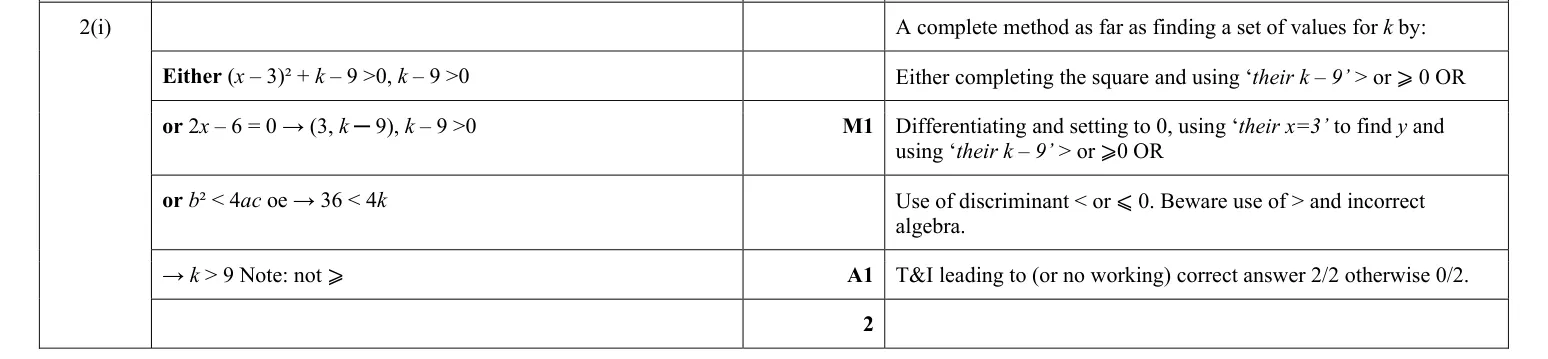 2(i)
A complete method as far as finding a set of values for k by:
Either (x – 3)² + k – 9 >0, k – 9 >0
Either completing the square and using ‘their k – 9’ > or ⩾ 0 OR
or 2x – 6 = 0 → (3, k – 9), k – 9 >0
M1
Differentiating and setting to 0, using ‘their x=3’ to find y and
using ‘their k – 9’ > or ⩾0 OR
or b² < 4ac oe → 36 < 4k
Use of discriminant < or ⩽ 0. Beware use of > and incorrect
algebra.
→ k > 9 Note: not ⩾
A1
T&I leading to (or no working) correct answer 2/2 otherwise 0/2.
2